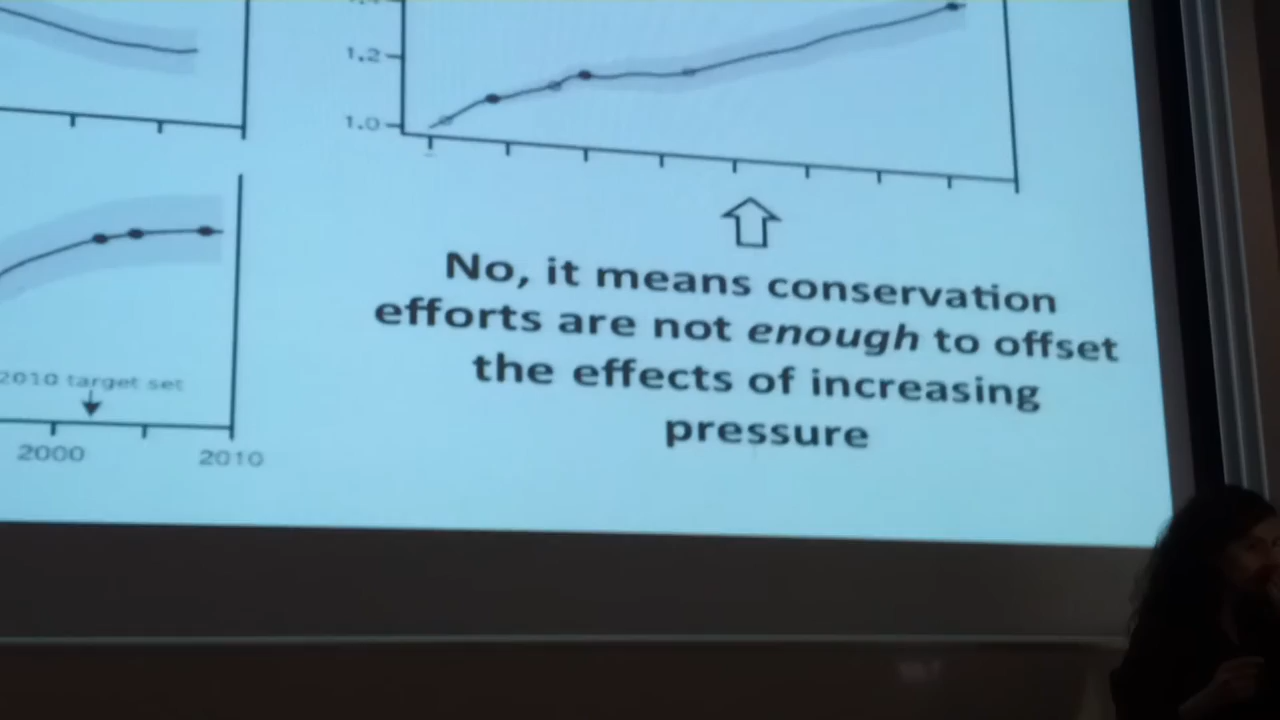 1.2
1.0
No, it means conservation
efforts are not enough to offset
the effects of increasing
pressure
2010 target set
2000
2010